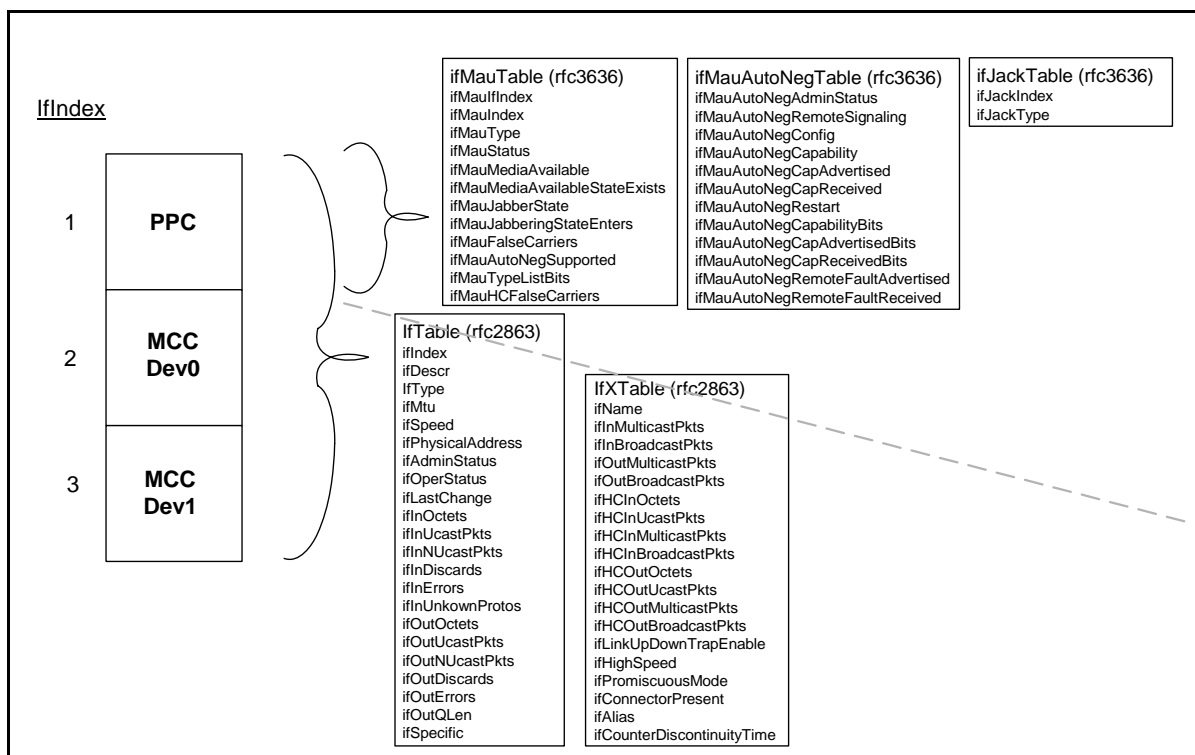 IfIndex
1
PPC
2
MCC
Dev0
3
MCC
Dev1
ifMauTable (rfc3636)
ifMauIfIndex
ifMauIndex
ifMauType
ifMauStatus
ifMauMediaAvailable
ifMauMediaAvailableStateExists
ifMauJabberState
ifMauJabberingStateEnters
ifMauFalseCarriers
ifMauAutoNegSupported
ifMauTypeListBits
ifMauHCFalseCarriers
ifMauAutoNegTable (rfc3636)
ifMauAutoNegAdminStatus
ifMauAutoNegRemoteSignaling
ifMauAutoNegConfig
ifMauAutoNegCapability
ifMauAutoNegCapAdvertised
ifMauAutoNegCapReceived
ifMauAutoNegRestart
ifMauAutoNegCapabilityBits
ifMauAutoNegCapAdvertisedBits
ifMauAutoNegCapReceivedBits
ifMauAutoNegRemoteFaultAdvertised
ifMauAutoNegRemoteFaultReceived
ifJackTable (rfc3636)
ifJackIndex
ifJackType
IfTable (rfc2863)
ifIndex
ifDescr
IfType
ifMtu
ifSpeed
ifPhysicalAddress
ifAdminStatus
ifOperStatus
ifLastChange
ifInOctets
ifInUcastPkts
ifInNUcastPkts
ifInDiscards
ifInErrors
ifInUnkownProtos
ifOutOctets
ifOutUcastPkts
ifOutNUcastPkts
ifOutDiscards
ifOutErrors
ifOutQLen
ifSpecific
IfXTable (rfc2863)
ifName
ifInMulticastPkts
ifInBroadcastPkts
ifOutMulticastPkts
ifOutBroadcastPkts
ifHCInOctets
ifHCInUcastPkts
ifHCInMulticastPkts
ifHCInBroadcastPkts
ifHCOutOctets
ifHCOutUcastPkts
ifHCOutMulticastPkts
ifHCOutBroadcastPkts
ifLinkUpDownTrapEnable
ifHighSpeed
ifPromiscuousMode
ifConnectorPresent
ifAlias
ifCounterDiscontinuityTime